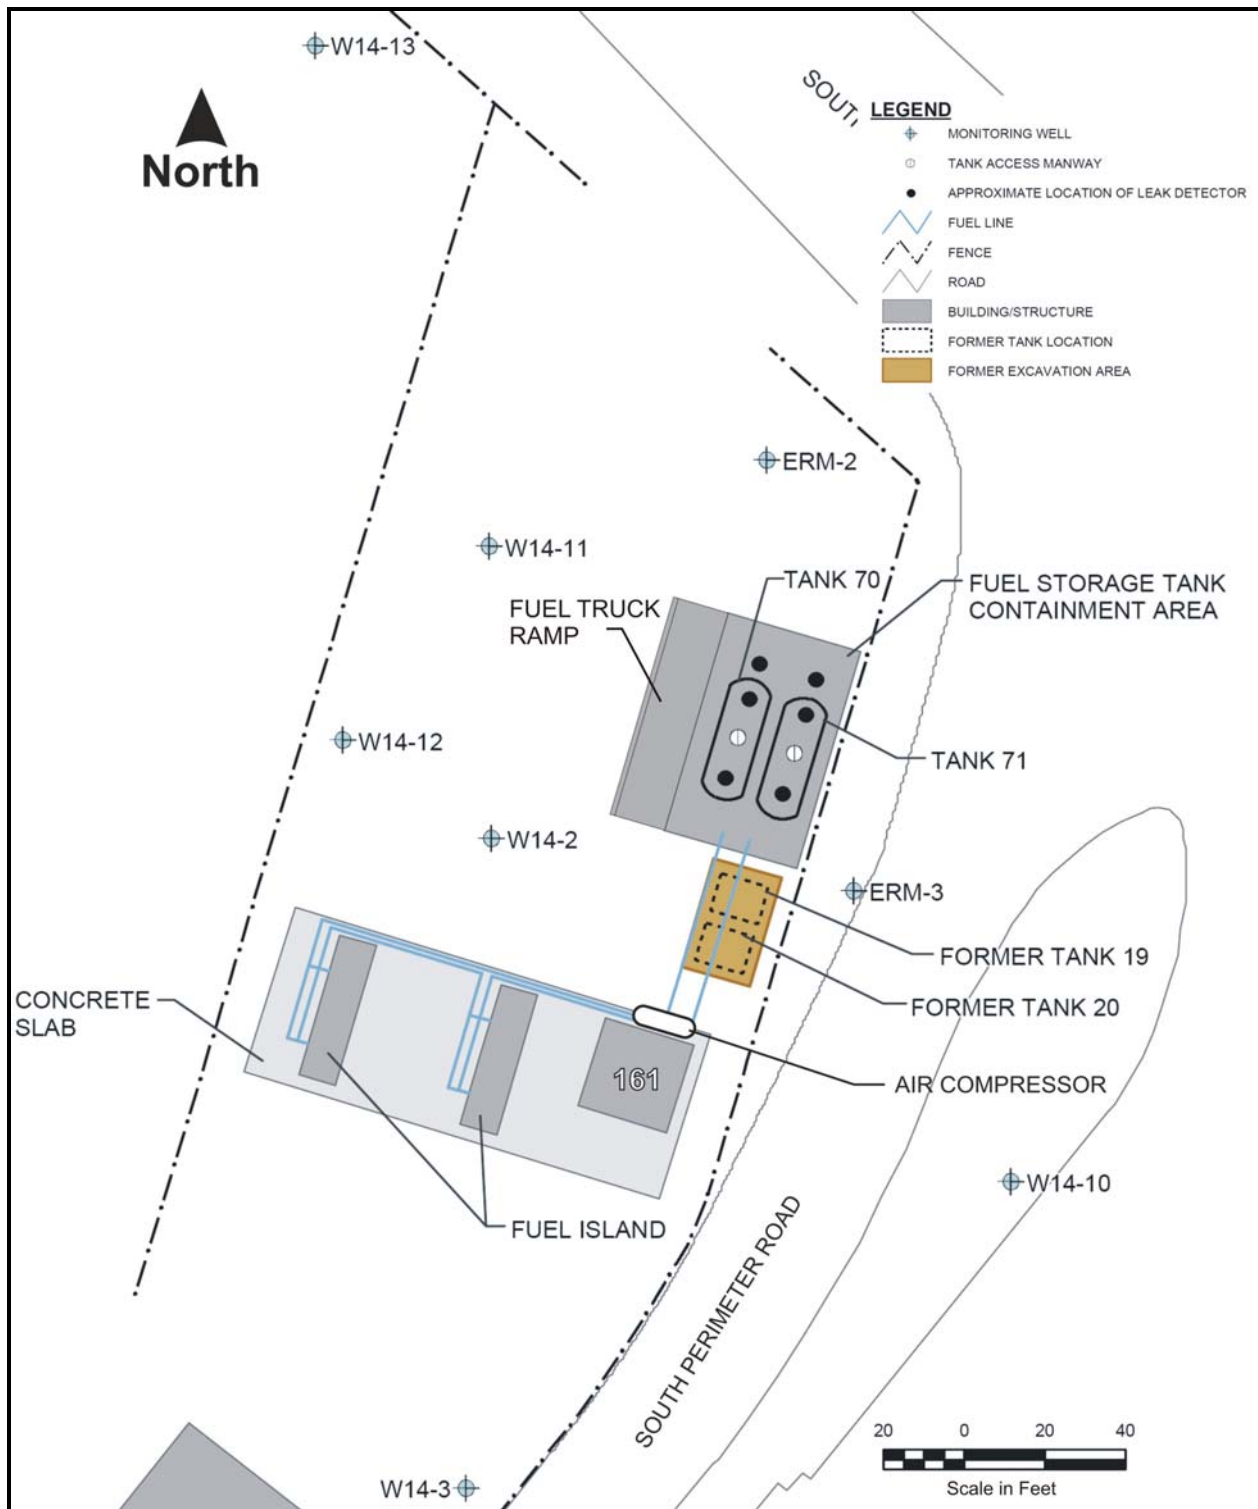 W14-13
North
SOUT
LEGEND
MONITORING WELL
TANK ACCESS MANWAY
APPROXIMATE LOCATION OF LEAK DETECTOR
FUEL LINE
FENCE
ROAD
BUILDING/STRUCTURE
FORMER TANK LOCATION
FORMER EXCAVATION AREA
ERM-2
W14-11
TANK 70
FUEL STORAGE TANK
CONTAINMENT AREA
FUEL TRUCK
RAMP
W14-12
TANK 71
W14-2
ERM-3
FORMER TANK 19
FORMER TANK 20
CONCRETE
SLAB
161
AIR COMPRESSOR
W14-10
FUEL ISLAND
SOUTH PERIMETER ROAD
20 0 20 40
Scale in Feet
W14-3